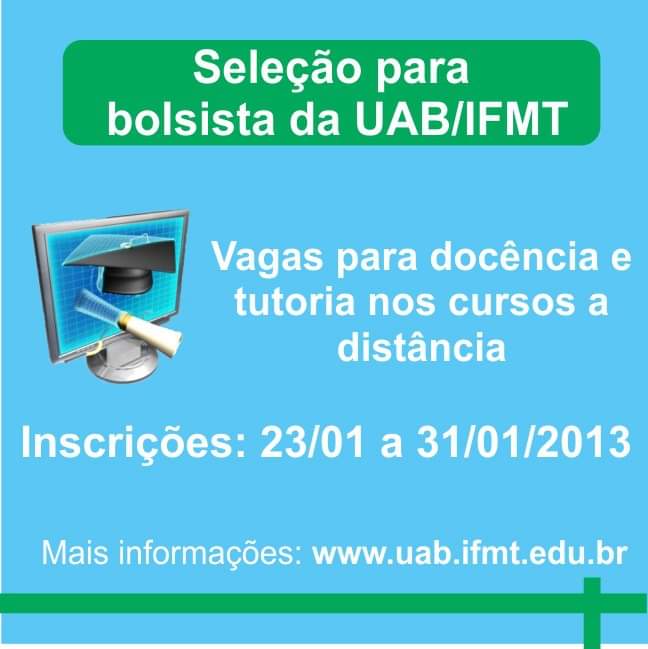 Seleção para
bolsista da UAB/IFMT
Vagas para docência e
tutoria nos cursos a
distância
Inscrições: 23/01 a 31/01/2013
Mais informações: www.uab.ifmt.edu.br